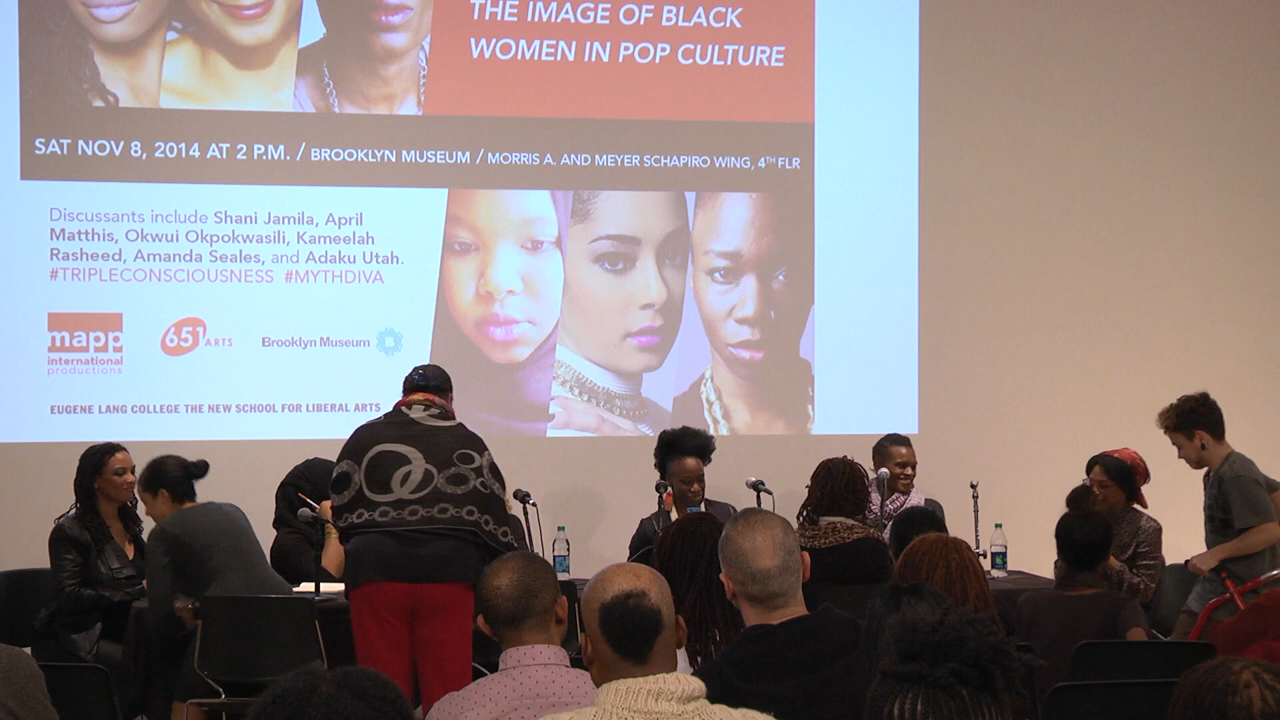 THE IMAGE OF BLACK
WOMEN IN POP CULTURE
SAT NOV 8, 2014 AT 2 P.M. / BROOKLYN MUSEUM / MORRIS A. AND MEYER SCHAPIRO WING, 4TH FLR
Discussants include Shani Jamila, April
Matthis, Okwui Okpokwasili, Kameelah
Rasheed, Amanda Seales, and Adaku Utah.
#TRIPLECONSCIOUSNESS #MYTHDIVA
mapp
international
productions
651 ARTS
Brooklyn Museum B
EUGENE LANG COLLEGE THE NEW SCHOOL FOR LIBERAL ARTS